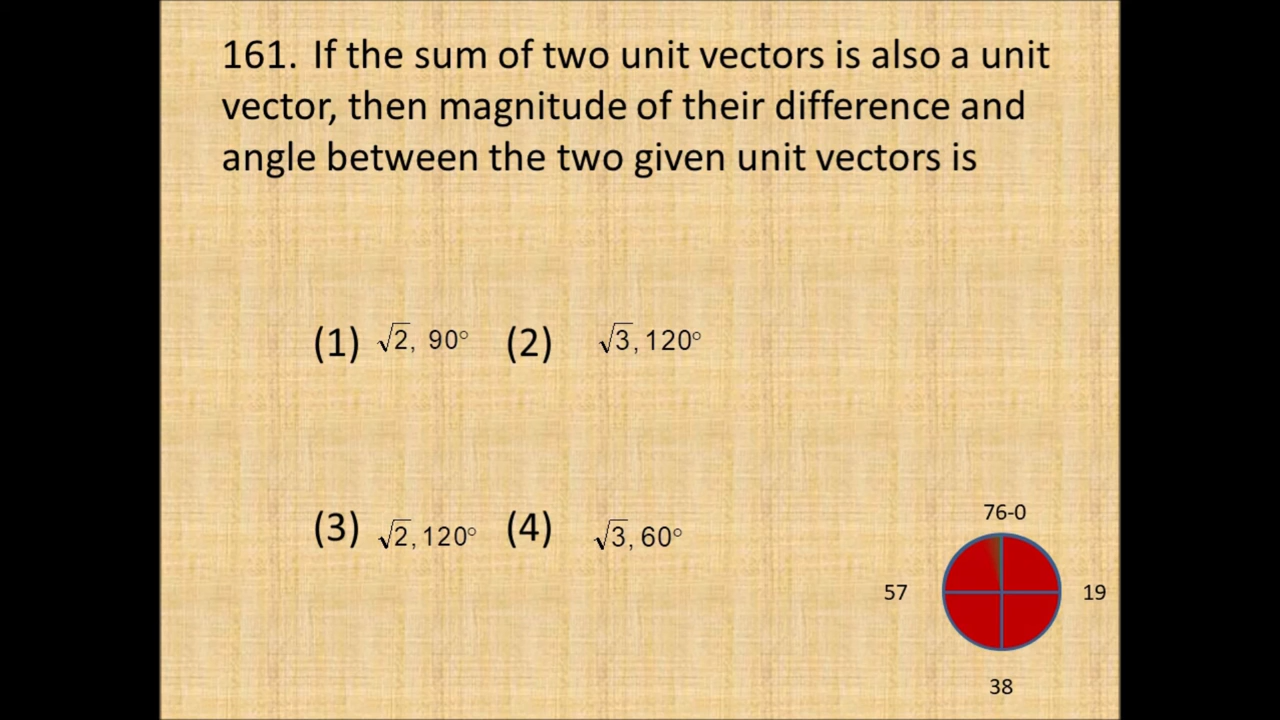 161. If the sum of two unit vectors is also a unit
vector, then magnitude of their difference and
angle between the two given unit vectors is
(1) √2, 90° (2) √3, 120°
(3) √2, 120° (4) √3, 60°
76-0
57 19
38